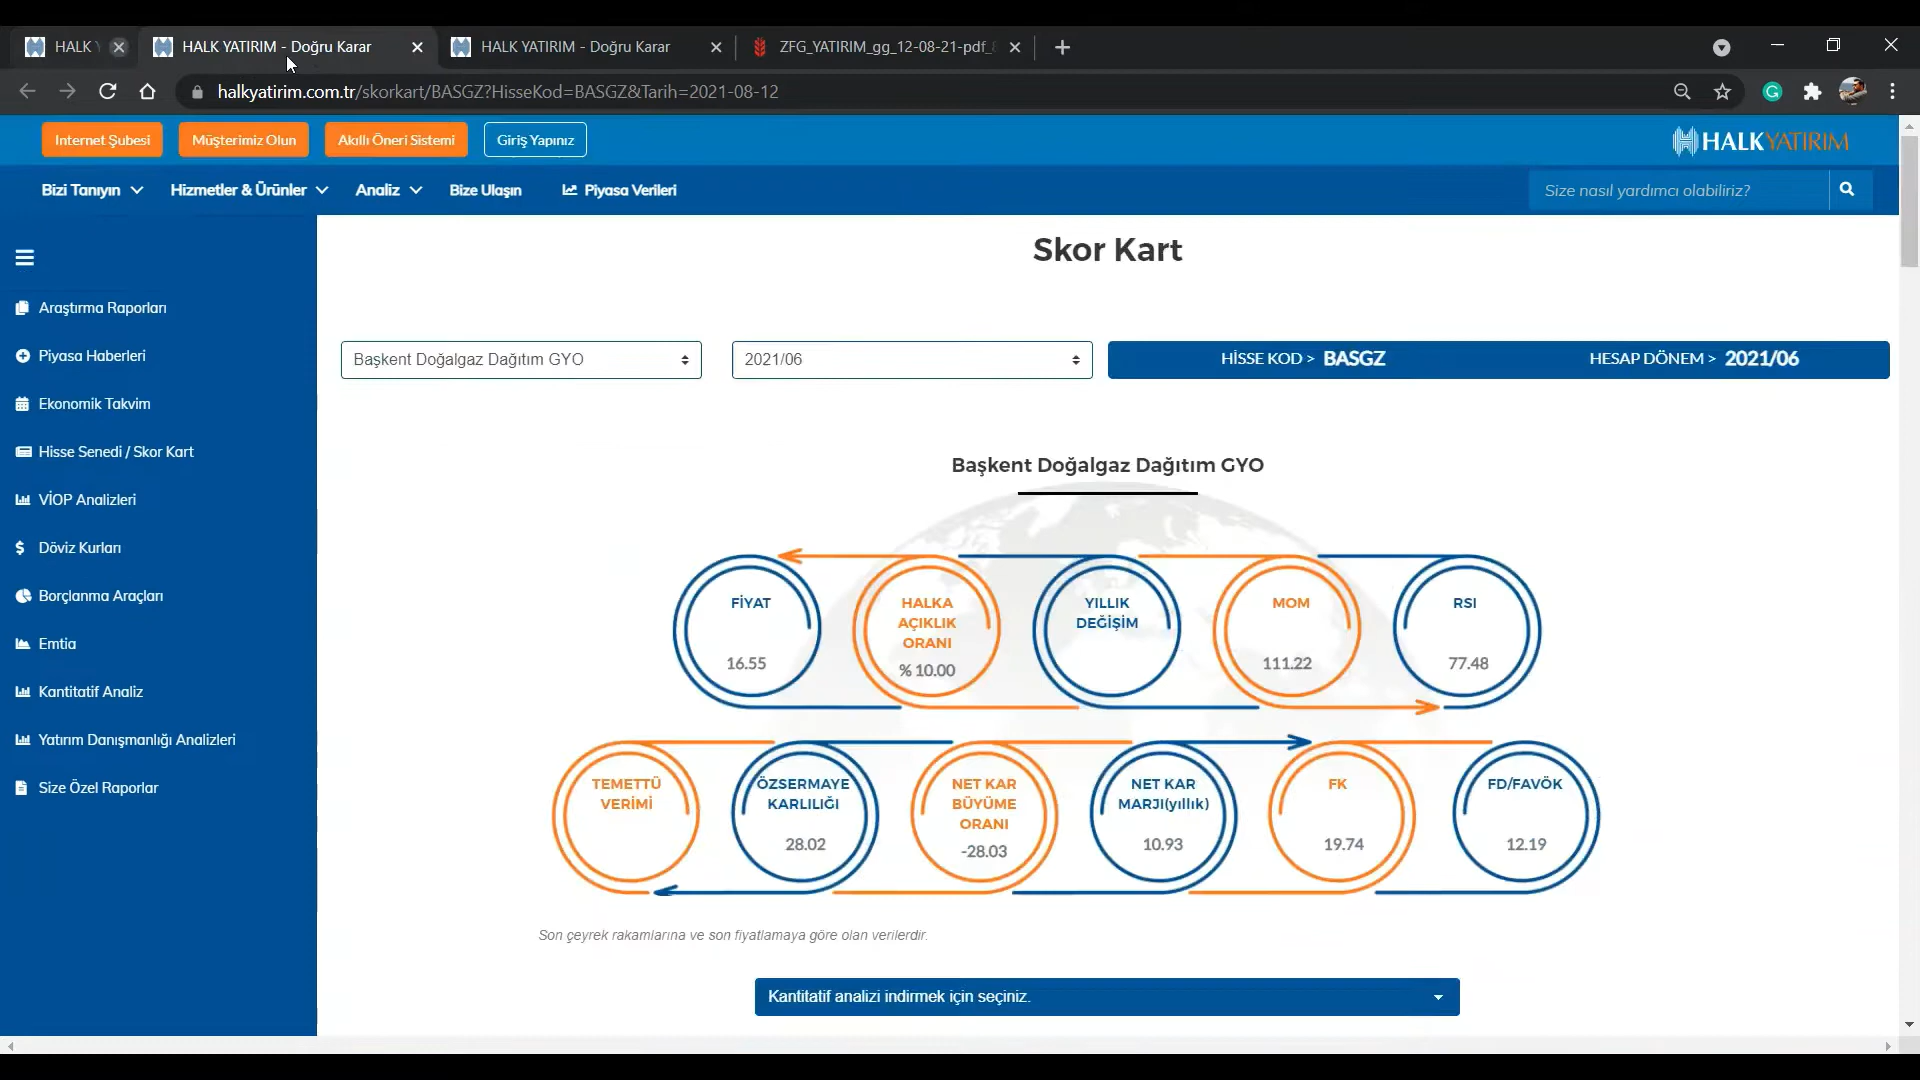 HALK
HALK YATIRIM - Doğru Karar
HALK YATIRIM - Doğru Karar
ZFG_YATIRIM_gg_12-08-21-pdf_
halkyatirim.com.tr/skorkart/BASGZ?HisseKod=BASGZ&Tarih=2021-08-12
Internet Şubesi
Müşterimiz Olun
Akıllı Öneri Sistemi
Giriş Yapınız
HALKYATIRIM
Bizi Tanıyın
Hizmetler & Ürünler
Analiz
Bize Ulaşın
Piyasa Verileri
Size nasıl yardımcı olabiliriz?
Araştırma Raporları
Piyasa Haberleri
Ekonomik Takvim
Hisse Senedi / Skor Kart
VİOP Analizleri
Döviz Kurları
Borçlanma Araçları
Emtia
Kantitatif Analiz
Yatırım Danışmanlığı Analizleri
Size Özel Raporlar
Skor Kart
Başkent Doğalgaz Dağıtım GYO
2021/06
HİSSE KOD > BASGZ
HESAP DÖNEM > 2021/06
Başkent Doğalgaz Dağıtım GYO
FİYAT
16.55
HALKA
AÇIKLIK
ORANI
% 10.00
YILLIK
DEĞİŞİM
MOM
111.22
RSI
77.48
TEMETTÜ
VERİMİ
ÖZSERMAYE
KARLILIĞI
28.02
NET KAR
BÜYÜME
ORANI
-28.03
NET KAR
MARJI(yıllık)
10.93
FK
19.74
FD/FAVÖK
12.19
Son çeyrek rakamlarına ve son fiyatlamaya göre olan verilerdir.
Kantitatif analizi indirmek için seçiniz.